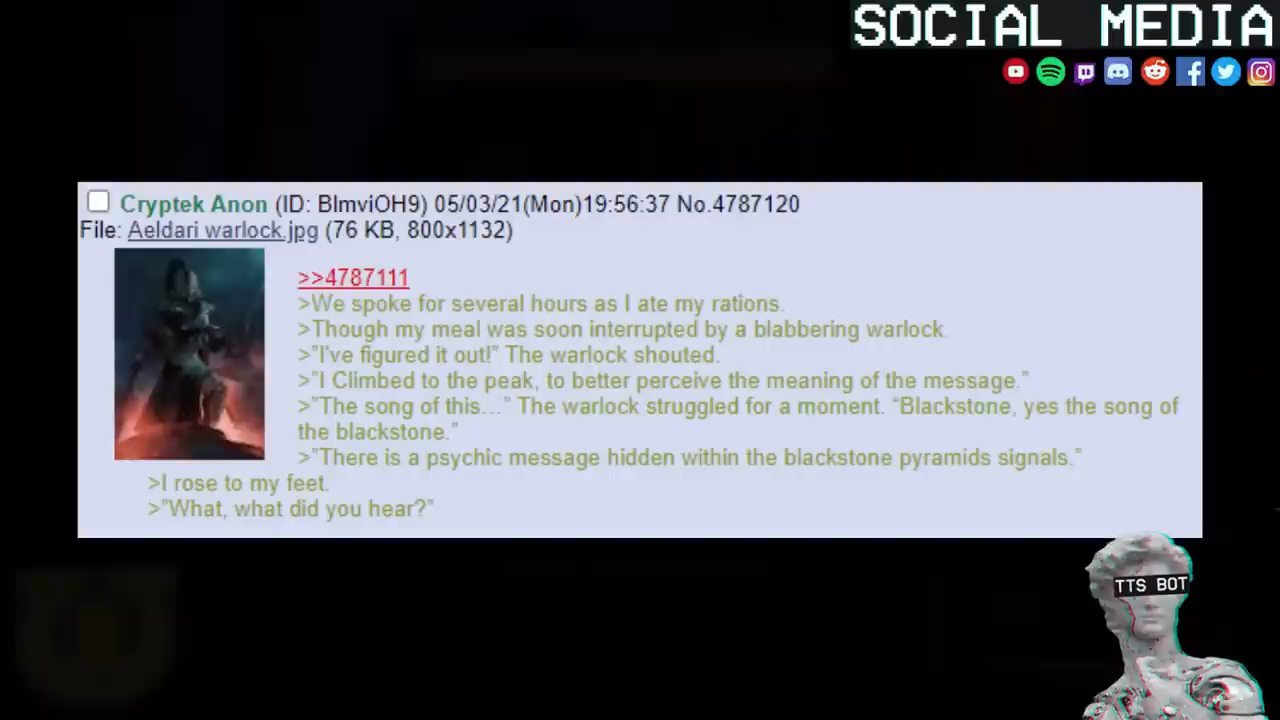 SOCIAL MEDIA
Cryptek Anon (ID: BlmviOH9) 05/03/21(Mon)19:56:37 No.4787120
File: Aeldari warlock.jpg (76 KB, 800x1132)
>>4787111
>We spoke for several hours as I ate my rations.
>Though my meal was soon interrupted by a blabbering warlock.
>"I've figured it out!” The warlock shouted.
>"I Climbed to the peak, to better perceive the meaning of the message.”
>"The song of this…” The warlock struggled for a moment. “Blackstone, yes the song of
the blackstone.”
>"There is a psychic message hidden within the blackstone pyramids signals.”
>I rose to my feet.
>"What, what did you hear?”
TTS BOT